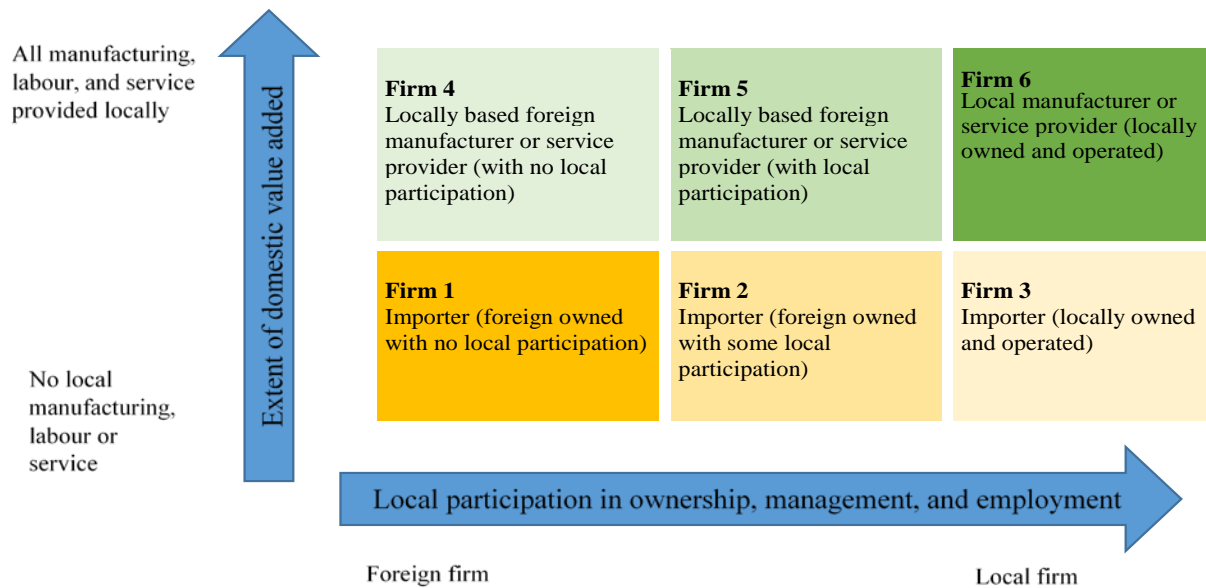 All manufacturing,
labour, and service
provided locally
No local
manufacturing,
labour or
service
Extent of domestic value added
Firm 4
Locally based foreign
manufacturer or service
provider (with no local
participation)
Firm 5
Locally based foreign
manufacturer or service
provider (with local
participation)
Firm 6
Local manufacturer or
service provider (locally
owned and operated)
Firm 1
Importer (foreign owned
with no local participation)
Firm 2
Importer (foreign owned
with some local
participation)
Firm 3
Importer (locally owned
and operated)
Local participation in ownership, management, and employment
Foreign firm
Local firm